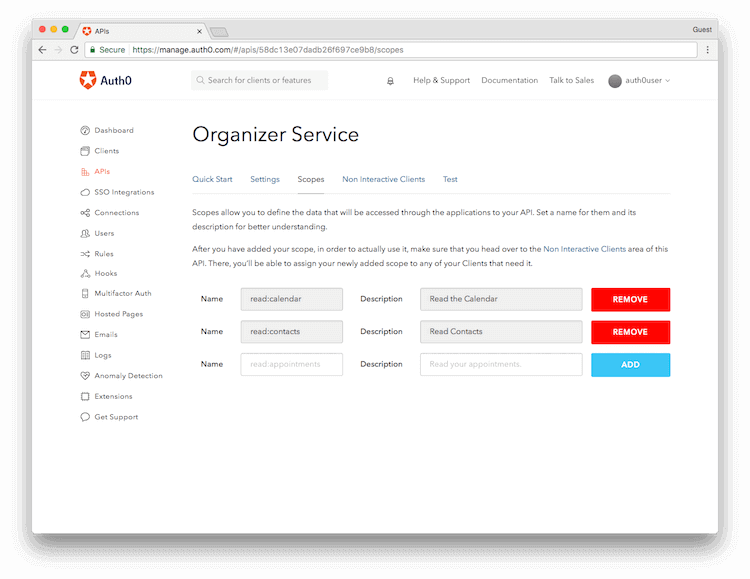 APIs
Guest
Secure https://manage.auth0.com/#/apis/58dc13e07dadb26f697ce9b8/scopes
Auth0
Search for clients or features
Help & Support Documentation Talk to Sales auth0user
Dashboard
Clients
APIs
SSO Integrations
Connections
Users
Rules
Hooks
Multifactor Auth
Hosted Pages
Emails
Logs
Anomaly Detection
Extensions
Get Support
Organizer Service
Quick Start Settings Scopes Non Interactive Clients Test
Scopes allow you to define the data that will be accessed through the applications to your API. Set a name for them and its
description for better understanding.
After you have added your scope, in order to actually use it, make sure that you head over to the Non Interactive Clients area of this
API. There, you'll be able to assign your newly added scope to any of your Clients that need it.
Name read:calendar Description Read the Calendar REMOVE
Name read:contacts Description Read Contacts REMOVE
Name read:appointments Description Read your appointments. ADD